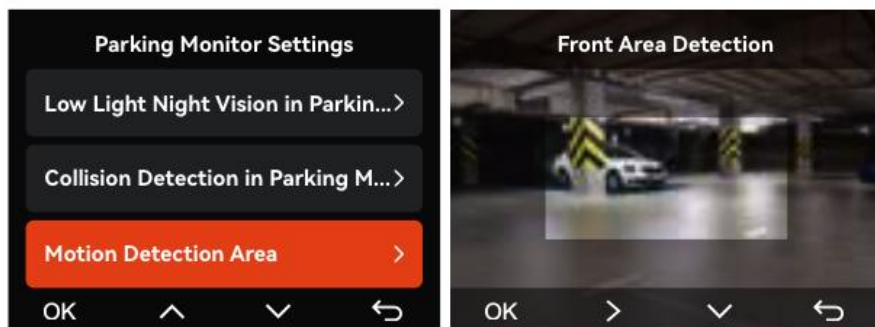 Parking Monitor Settings
Low Light Night Vision in Parkin...
Collision Detection in Parking M...
Motion Detection Area
OK
Front Area Detection
OK